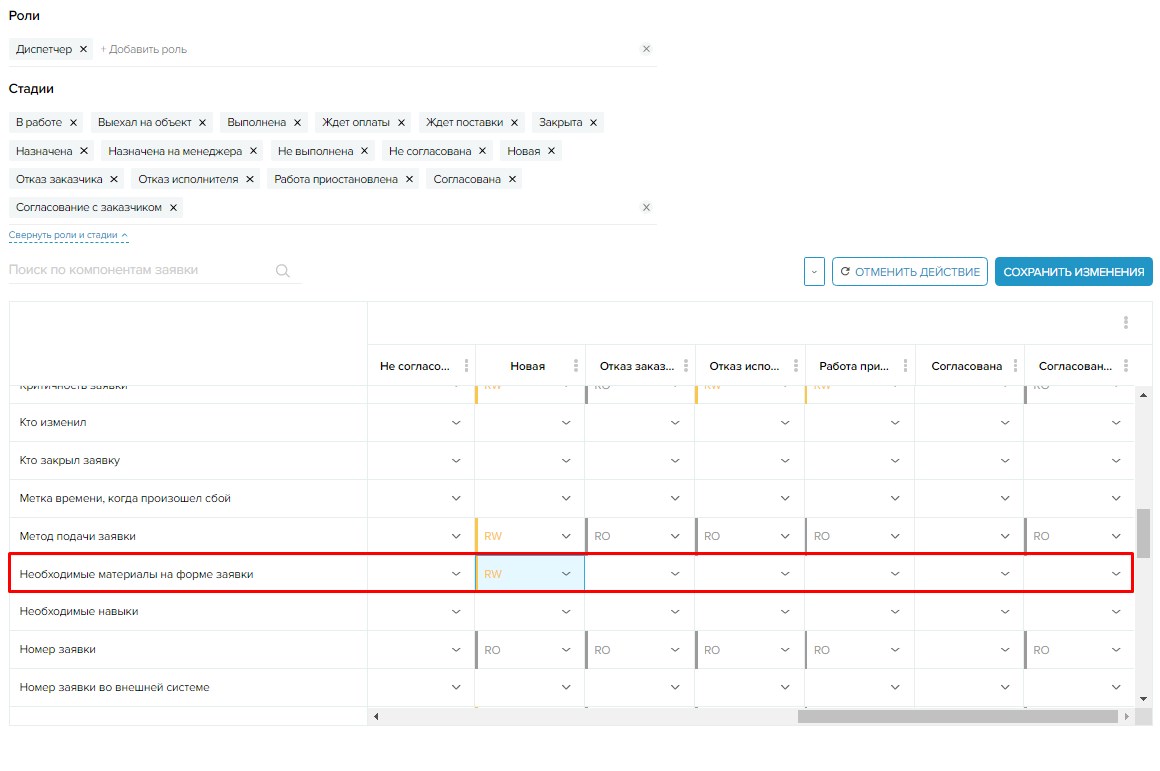 Роли
Диспетчер × + Добавить роль ×
Стадии
В работе × Выехал на объект × Выполнена × Ждет оплаты × Ждет поставки × Закрыта ×
Назначена × Назначена на менеджера × Не выполнена × Не согласована × Новая ×
Отказ заказчика × Отказ исполнителя × Работа приостановлена × Согласована ×
Согласование с заказчиком × ×
Свернуть роли и стадии
Поиск по компонентам заявки
ОТМЕНИТЬ ДЕЙСТВИЕ СОХРАНИТЬ ИЗМЕНЕНИЯ
Не согласо... Новая Отказ заказ... Отказ испо... Работа при... Согласована Согласован...
Критичность заявки RW RO RW RW RO
Кто изменил
Кто закрыл заявку
Метка времени, когда произошел сбой
Метод подачи заявки RW RO RO RO RO
Необходимые материалы на форме заявки RW
Необходимые навыки
Номер заявки RO RO RO RO RO
Номер заявки во внешней системе